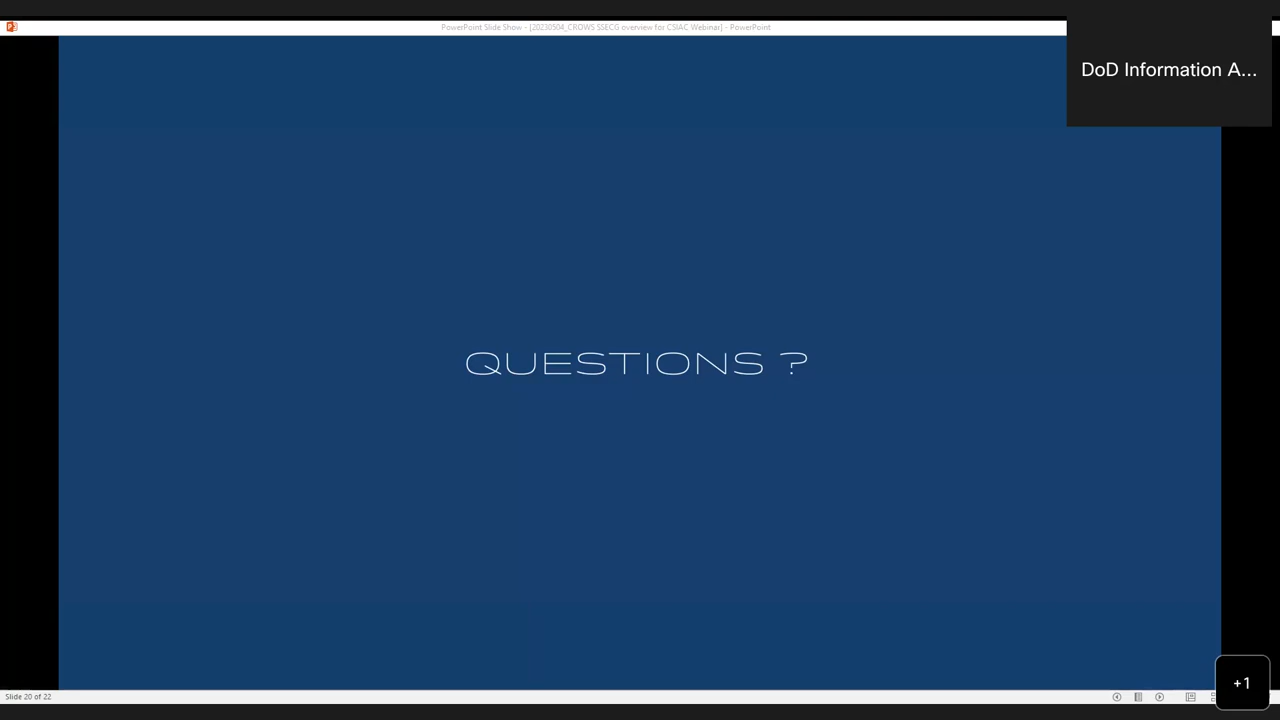 PowerPoint Slide Show - [20230504_CROWS SSECG overview for CSIAC Webinar] - PowerPoint
DoD Information A...
QUESTIONS ?
+1
Slide 20 of 22